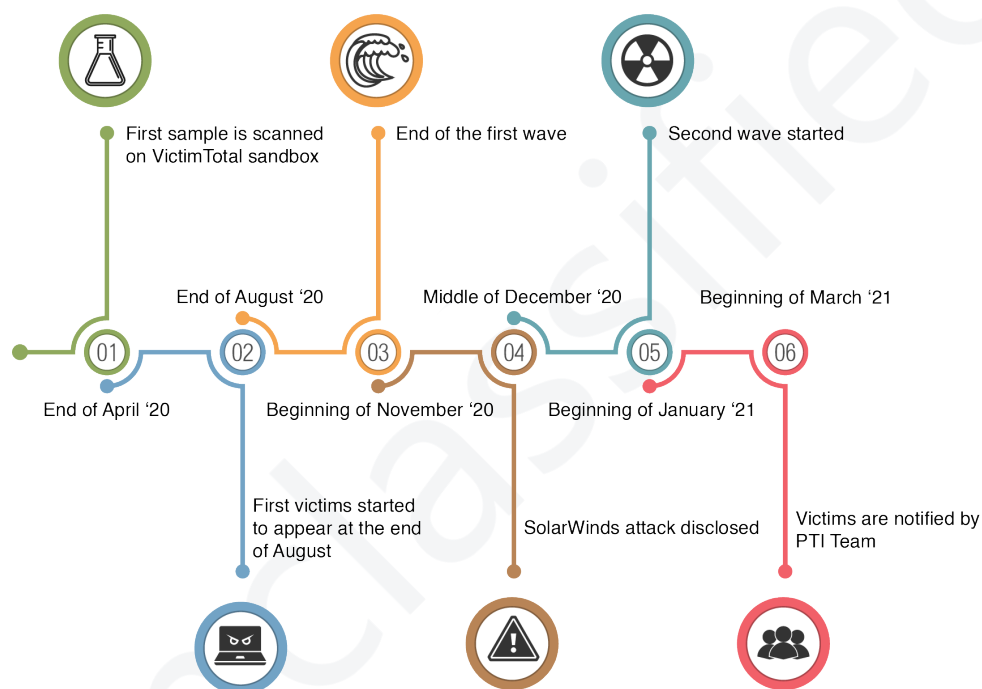 First sample is scanned
on VictimTotal sandbox
End of the first wave
Second wave started
End of August ‘20
Middle of December ‘20
Beginning of March ‘21
01
02
03
04
05
06
End of April ‘20
Beginning of November ‘20
Beginning of January ‘21
First victims started
to appear at the end
of August
SolarWinds attack disclosed
Victims are notified by
PTI Team
classified